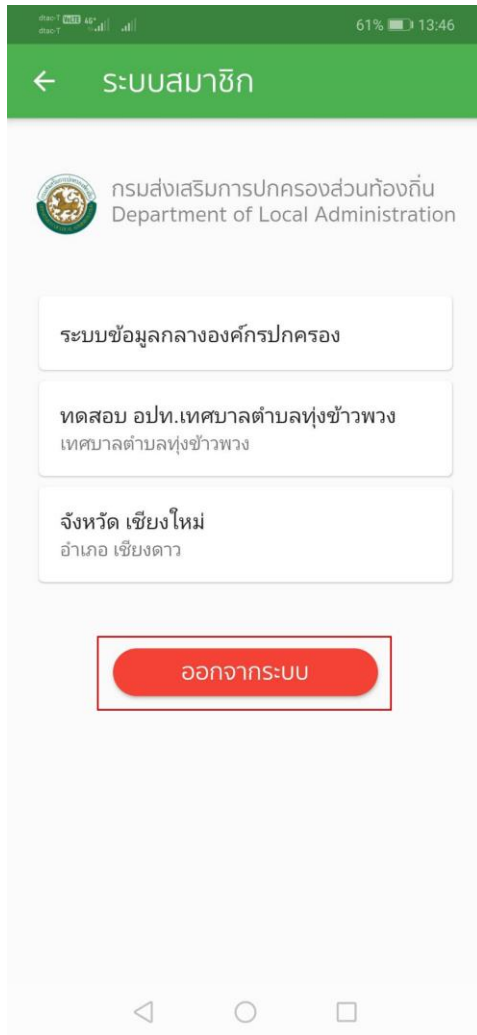 dtac-T VoLTE 4G+
dtac-T
61% 13:46
ระบบสมาชิก
กรมส่งเสริมการปกครองส่วนท้องถิ่น
Department of Local Administration
ระบบข้อมูลกลางองค์กรปกครอง
ทดสอบ อปท.เทศบาลตำบลทุ่งข้าวพวง
เทศบาลตำบลทุ่งข้าวพวง
จังหวัด เชียงใหม่
อำเภอ เชียงดาว
ออกจากระบบ